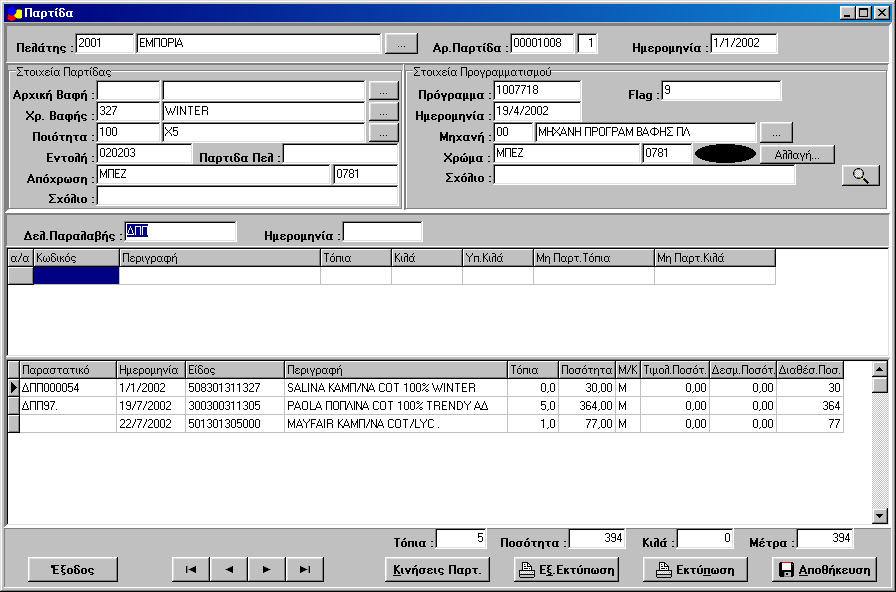 Παρτίδα
Πελάτης : 2001 ΕΜΠΟΡΙΑ ... Αρ.Παρτίδα : 00001008 1 Ημερομηνία : 1/1/2002
Στοιχεία Παρτίδας
Αρχική Βαφή : ...
Χρ. Βαφής : 327 WINTER ...
Ποιότητα : 100 X5 ...
Εντολή : 020203 Παρτιδα Πελ :
Απόχρωση : ΜΠΕΖ 0781
Σχόλιο :
Στοιχεία Προγραμματισμού
Πρόγραμμα : 1007718 Flag : 9
Ημερομηνία : 19/4/2002
Μηχανή : 00 ΜΗΧΑΝΗ ΠΡΟΓΡΑΜ ΒΑΦΗΣ ΠΛ ...
Χρώμα : ΜΠΕΖ 0781 Αλλαγή...
Σχόλιο :
Δελ.Παραλαβής : ΔΠΠ Ημερομηνία :
α/α Κωδικός Περιγραφή Τόπια Κιλά Υπ.Κιλά Μη Παρτ.Τόπια Μη Παρτ.Κιλά
Παραστατικό Ημερομηνία Είδος Περιγραφή Τόπια Ποσότητα Μ/Κ Τιμολ.Ποσότ. Δεσμ.Ποσότ. Διαθέσ.Ποσ.
ΔΠΠ000054 1/1/2002 508301311327 SALINA ΚΑΜΠ/ΝΑ COT 100% WINTER 0,0 30,00 Μ 0,00 0,00 30
ΔΠΠ97. 19/7/2002 300300311305 PAOLA ΠΟΠΛΙΝΑ COT 100% TRENDY ΑΔ 5,0 364,00 Μ 0,00 0,00 364
22/7/2002 501301305000 MAYFAIR ΚΑΜΠ/ΝΑ COT/LYC . 1,0 77,00 Μ 0,00 0,00 77
Τόπια : 5 Ποσότητα : 394 Κιλά : 0 Μέτρα : 394
Έξοδος Κινήσεις Παρτ. Εξ.Εκτύπωση Εκτύπωση Αποθήκευση